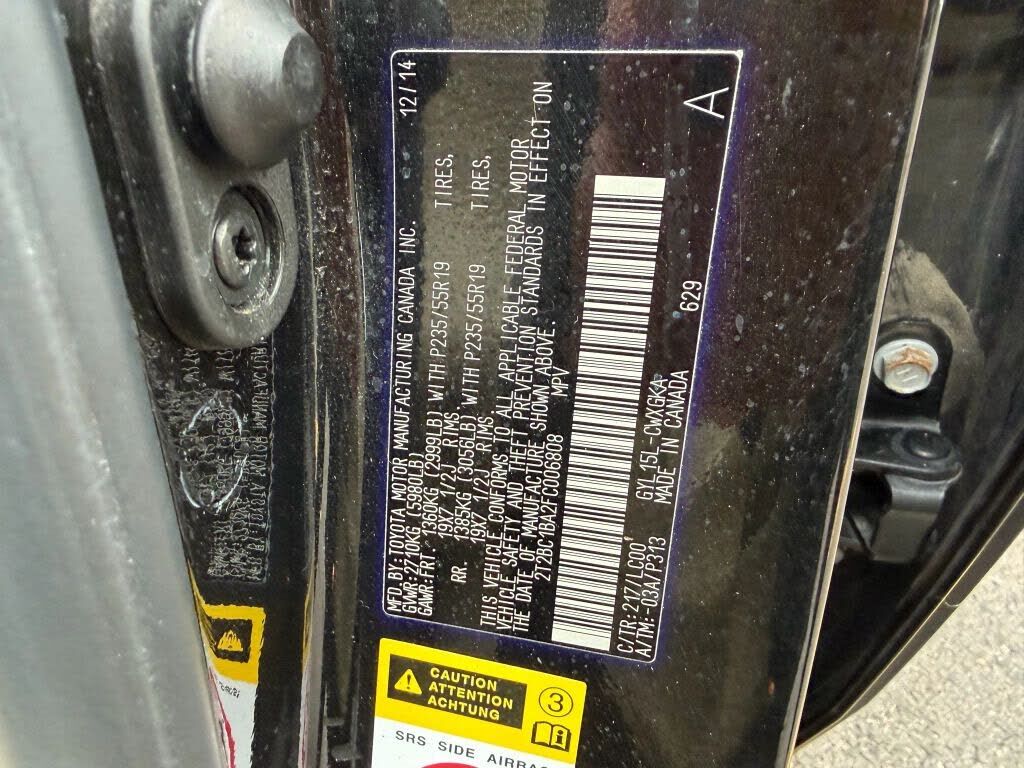 MFD.BY:TOYOTA MOTOR MANUFACTURING CANADA INC. 12/14
GVWR:2710KG (5980LB)
GAWR:FRT 1360KG (2999LB) WITH P235/55R19 TIRES,
19X7 1/2J RIMS
RR. 1385KG (3056LB) WITH P235/55R19 TIRES,
19X7 1/2J RIMS
THIS VEHICLE CONFORMS TO ALL APPLICABLE FEDERAL MOTOR
VEHICLE SAFETY AND THEFT PREVENTION STANDARDS IN EFFECT ON
THE DATE OF MANUFACTURE SHOWN ABOVE.
2T2BC1BA2FC006808 MPV
C/TR:217/LC00 GYL15L-CWXGKA
A/TM:-03A/P313 MADE IN CANADA 629
A
CAUTION
ATTENTION
ACHTUNG
3
SRS SIDE AIRBAG